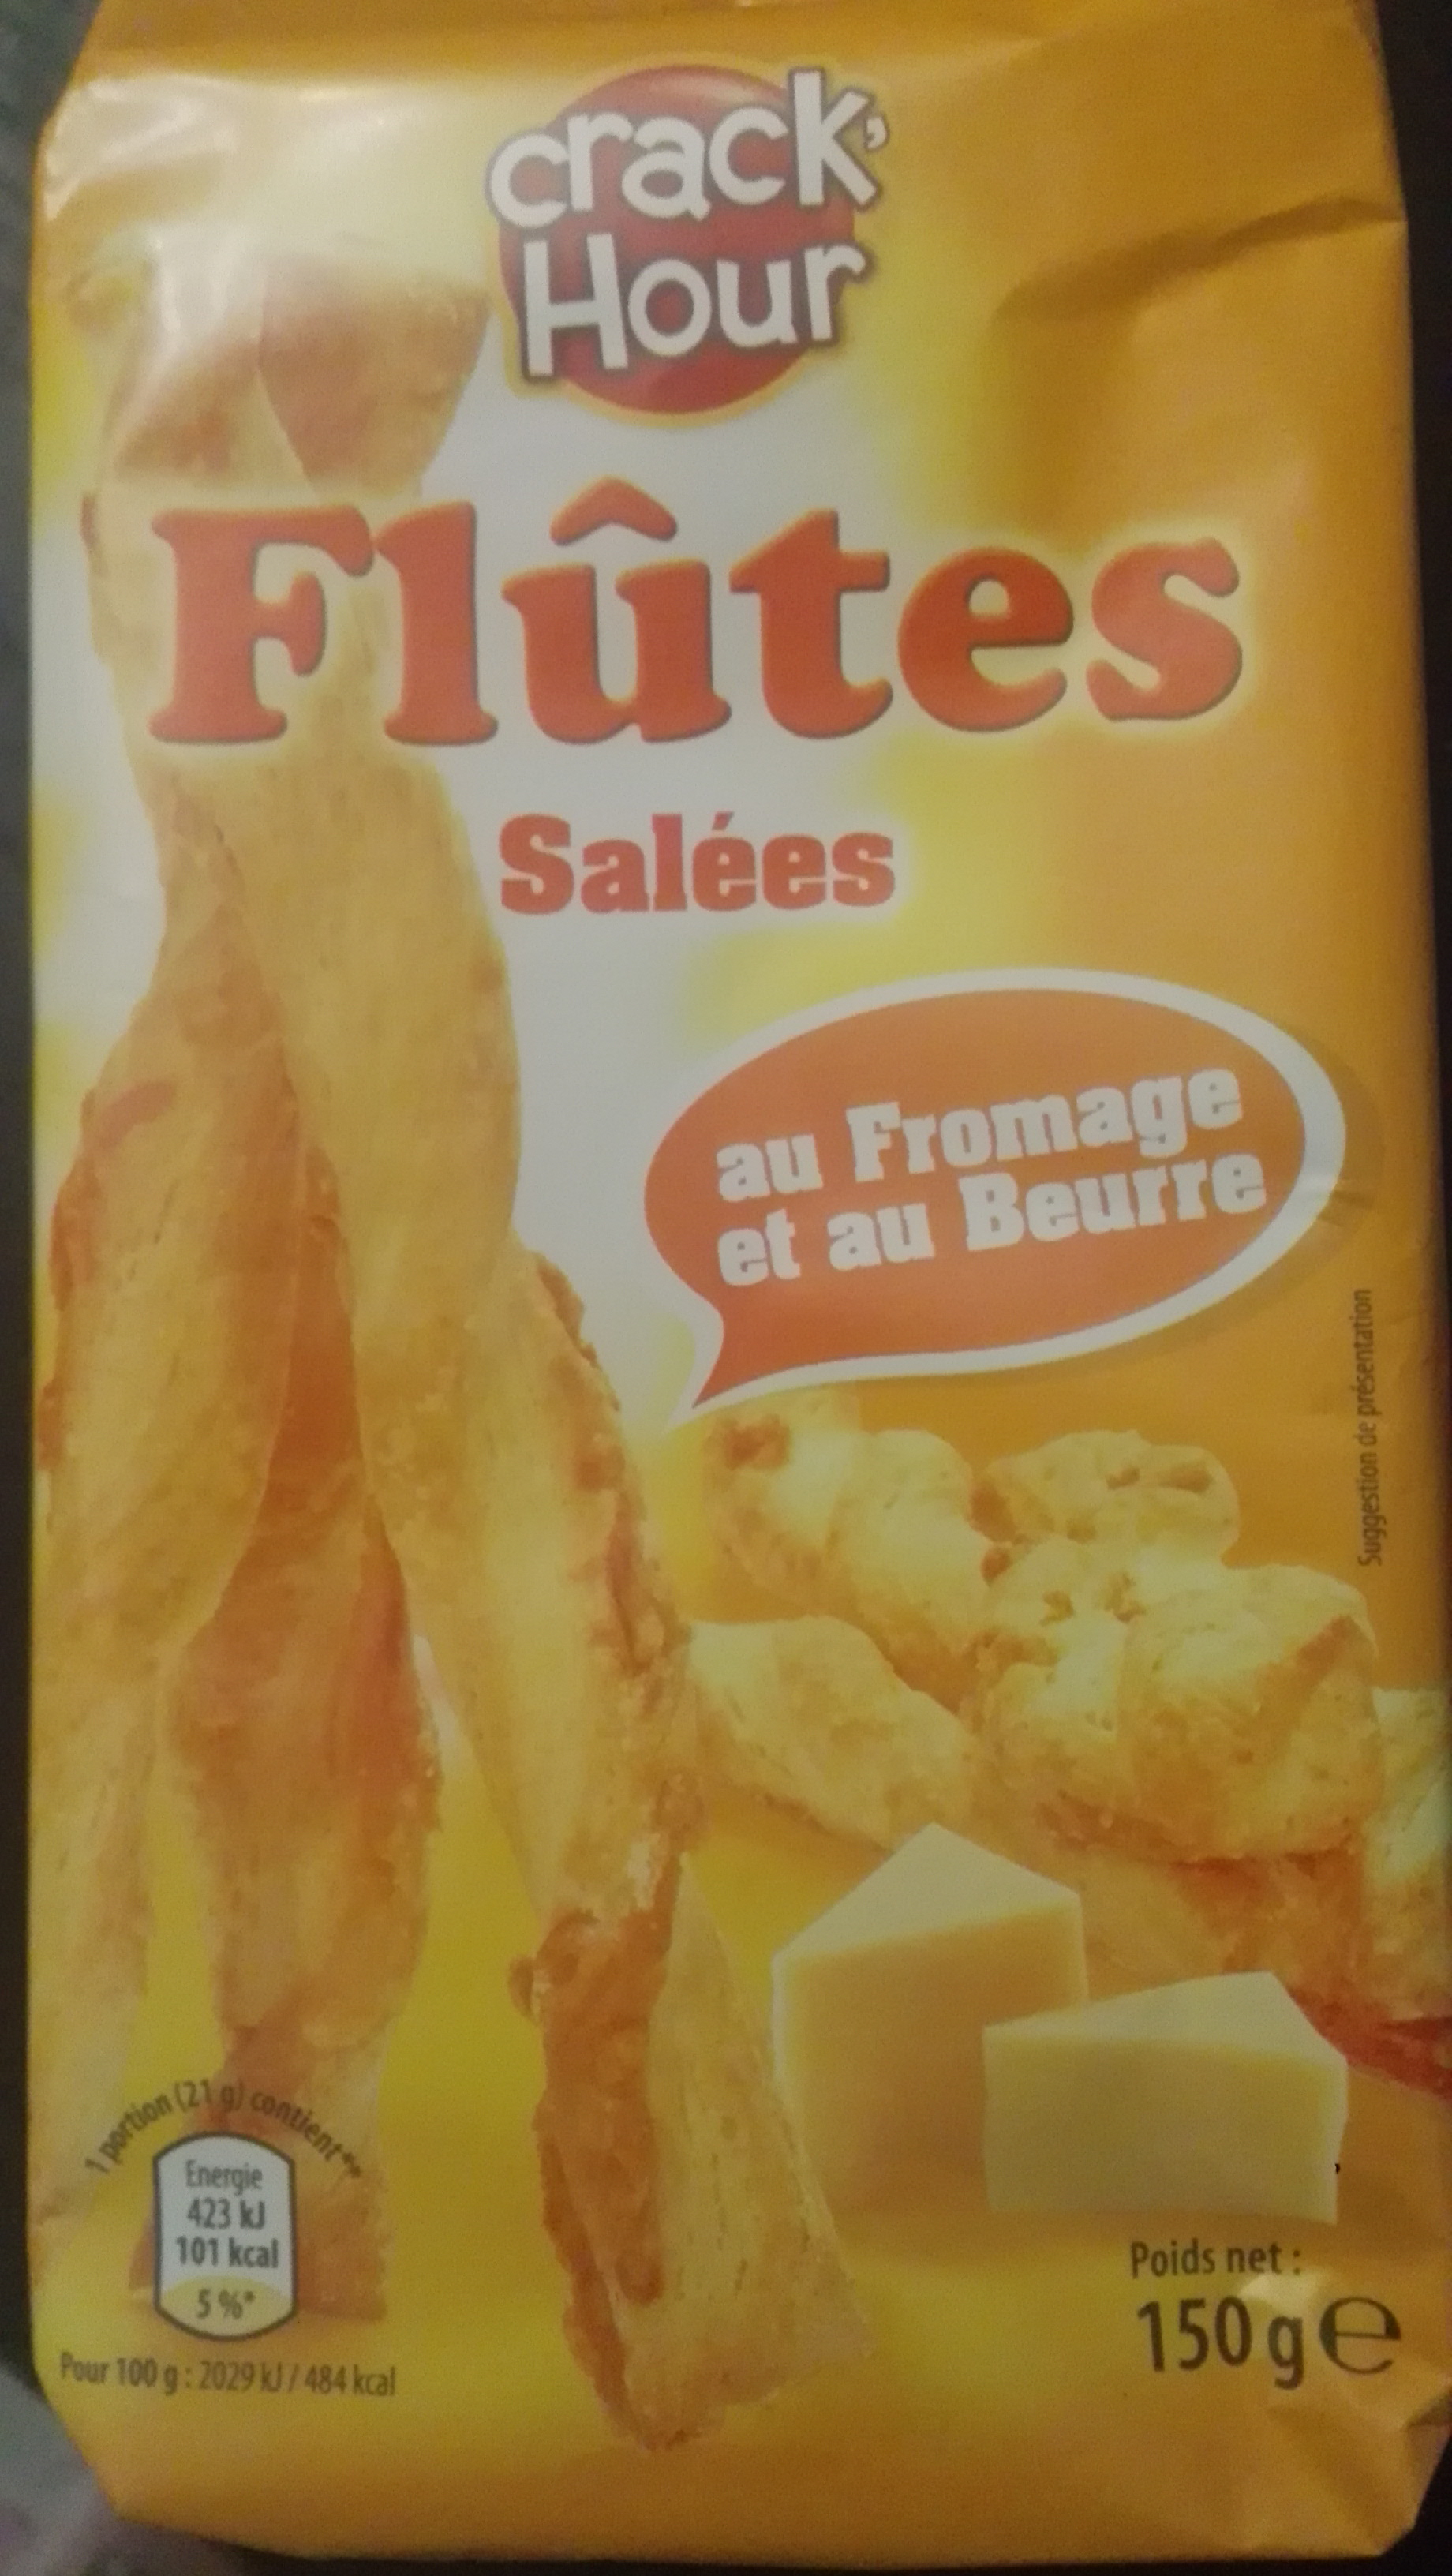 crack'
Hour
Flûtes
Salées
au Fromage
et au Beurre
Suggestion de présentation
1 portion (21 g) contient**
Energie
423 kJ
101 kcal
5 %*
Pour 100 g : 2029 kJ / 484 kcal
Poids net :
150 g e